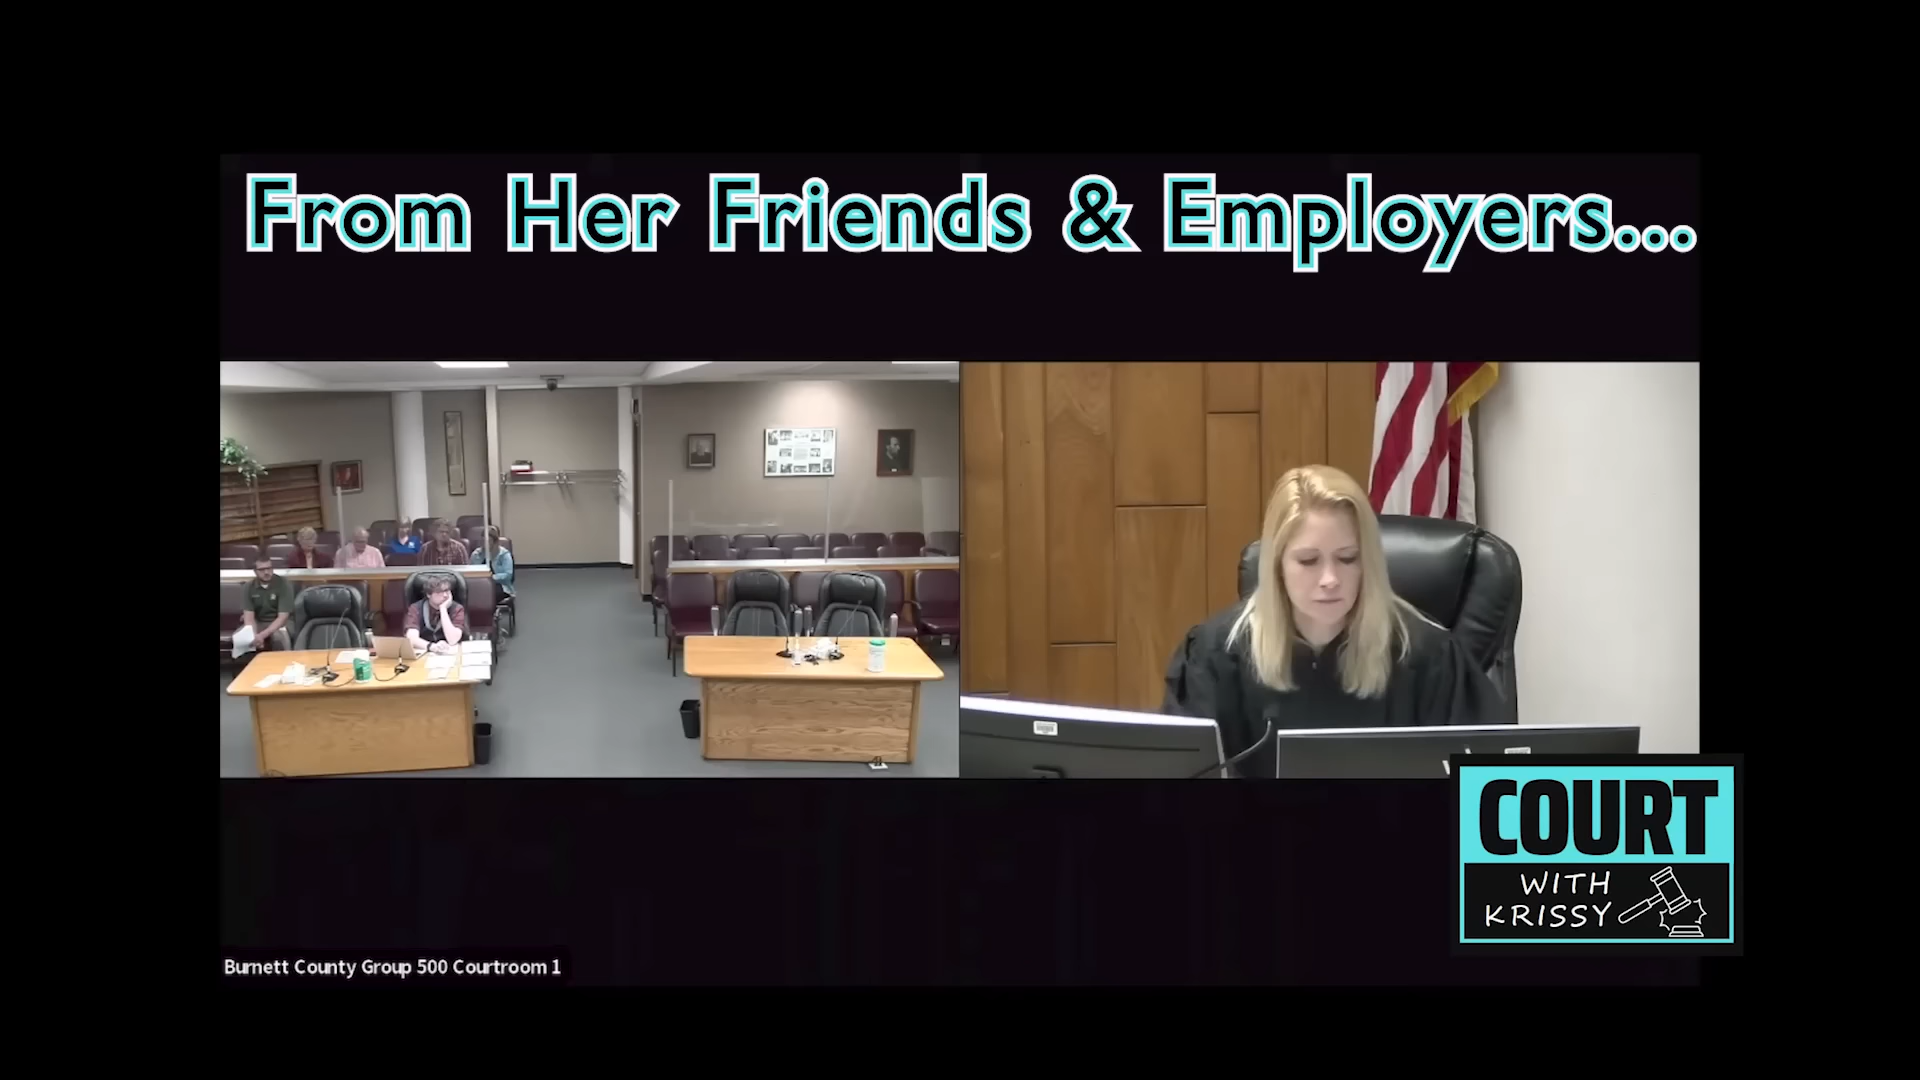 From Her Friends & Employers...
COURT
WITH
KRISSY
Burnett County Group 500 Courtroom 1